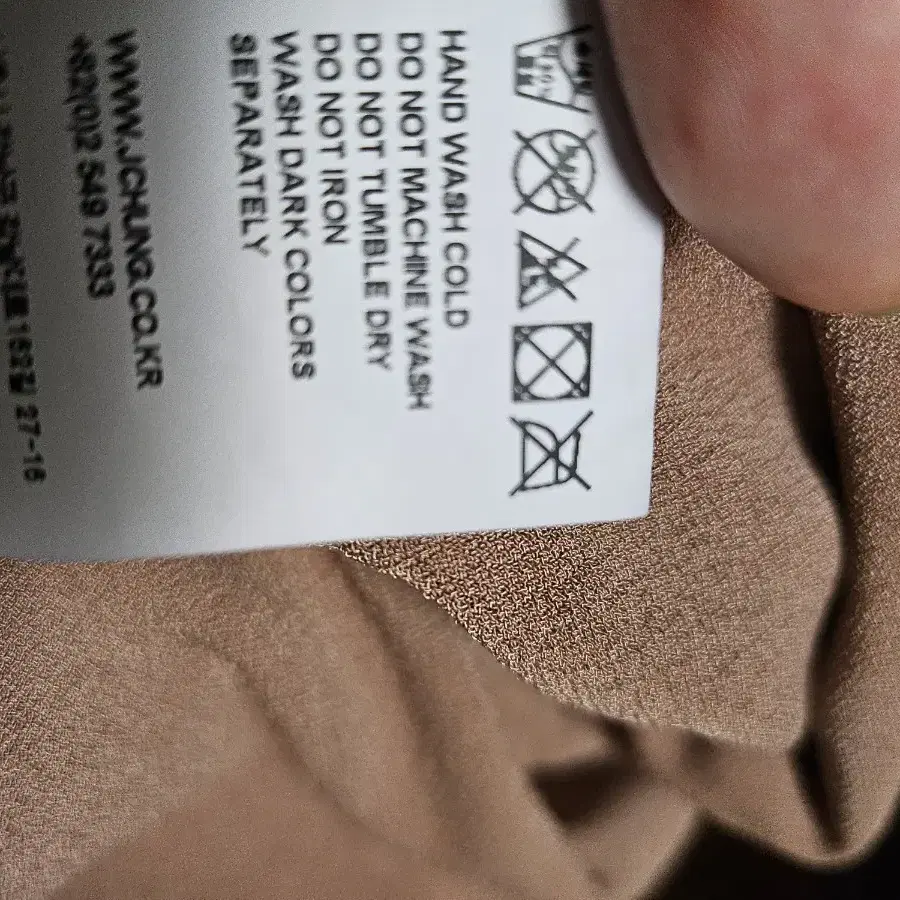 HAND WASH COLD
DO NOT MACHINE WASH
DO NOT TUMBLE DRY
DO NOT IRON
WASH DARK COLORS
SEPARATELY
WWW.JCHUNG.CO.KR
+82(0)2 549 7333
27-16